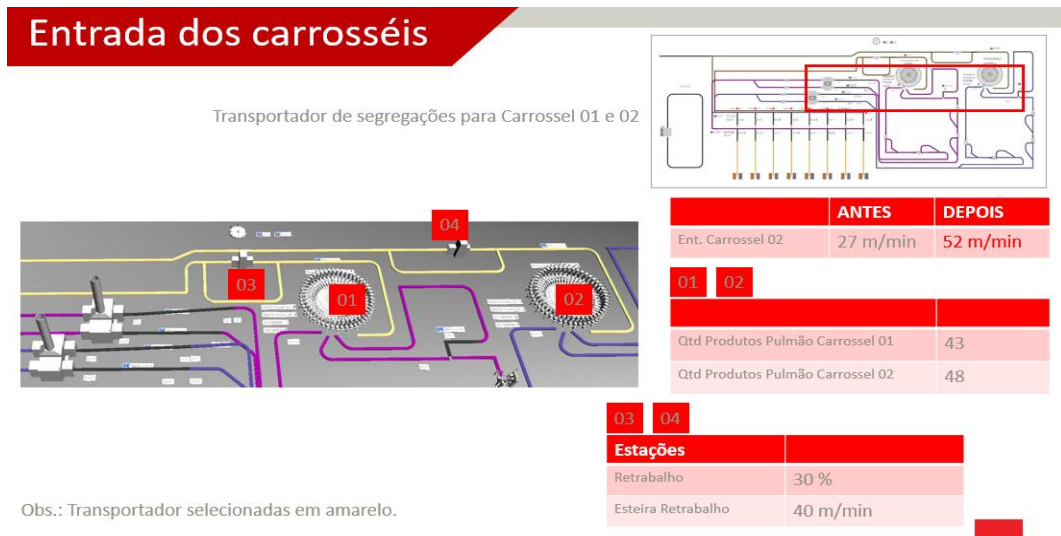 Entrada dos carrosséis
Transportador de segregações para Carrossel 01 e 02
04
03
01
02
ANTES DEPOIS
Ent. Carrossel 02 27 m/min 52 m/min
01 02
Qtd Produtos Pulmão Carrossel 01 43
Qtd Produtos Pulmão Carrossel 02 48
03 04
Estações
Retrabalho 30 %
Esteira Retrabalho 40 m/min
Obs.: Transportador selecionadas em amarelo.